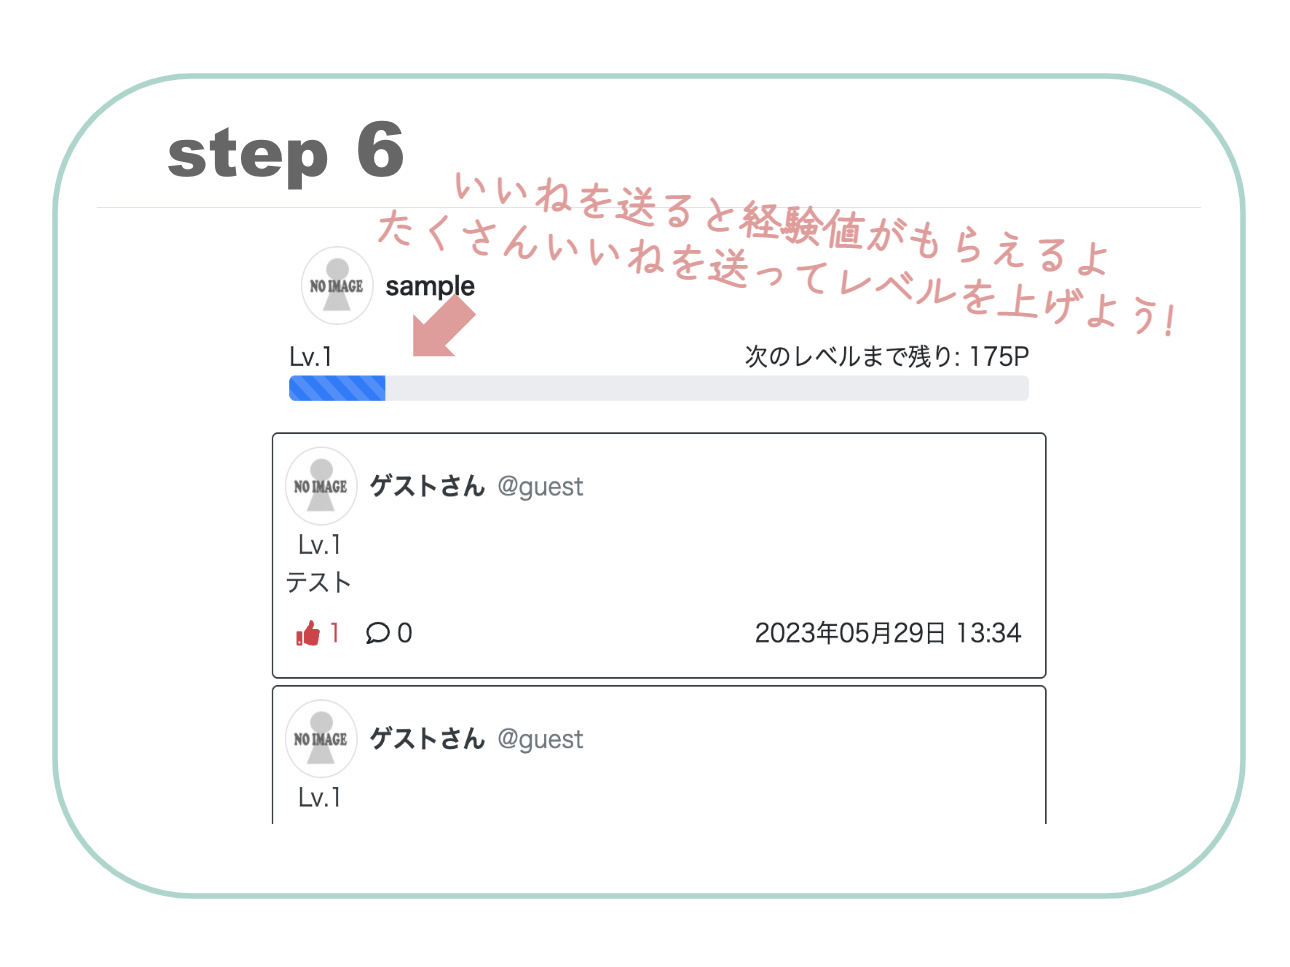 step 6
いいねを送ると経験値がもらえるよ
たくさんいいねを送ってレベルを上げよう!
NO IMAGE
sample
Lv.1
次のレベルまで残り: 175P
NO IMAGE
ゲストさん @guest
Lv.1
テスト
1 0
2023年05月29日 13:34
NO IMAGE
ゲストさん @guest
Lv.1